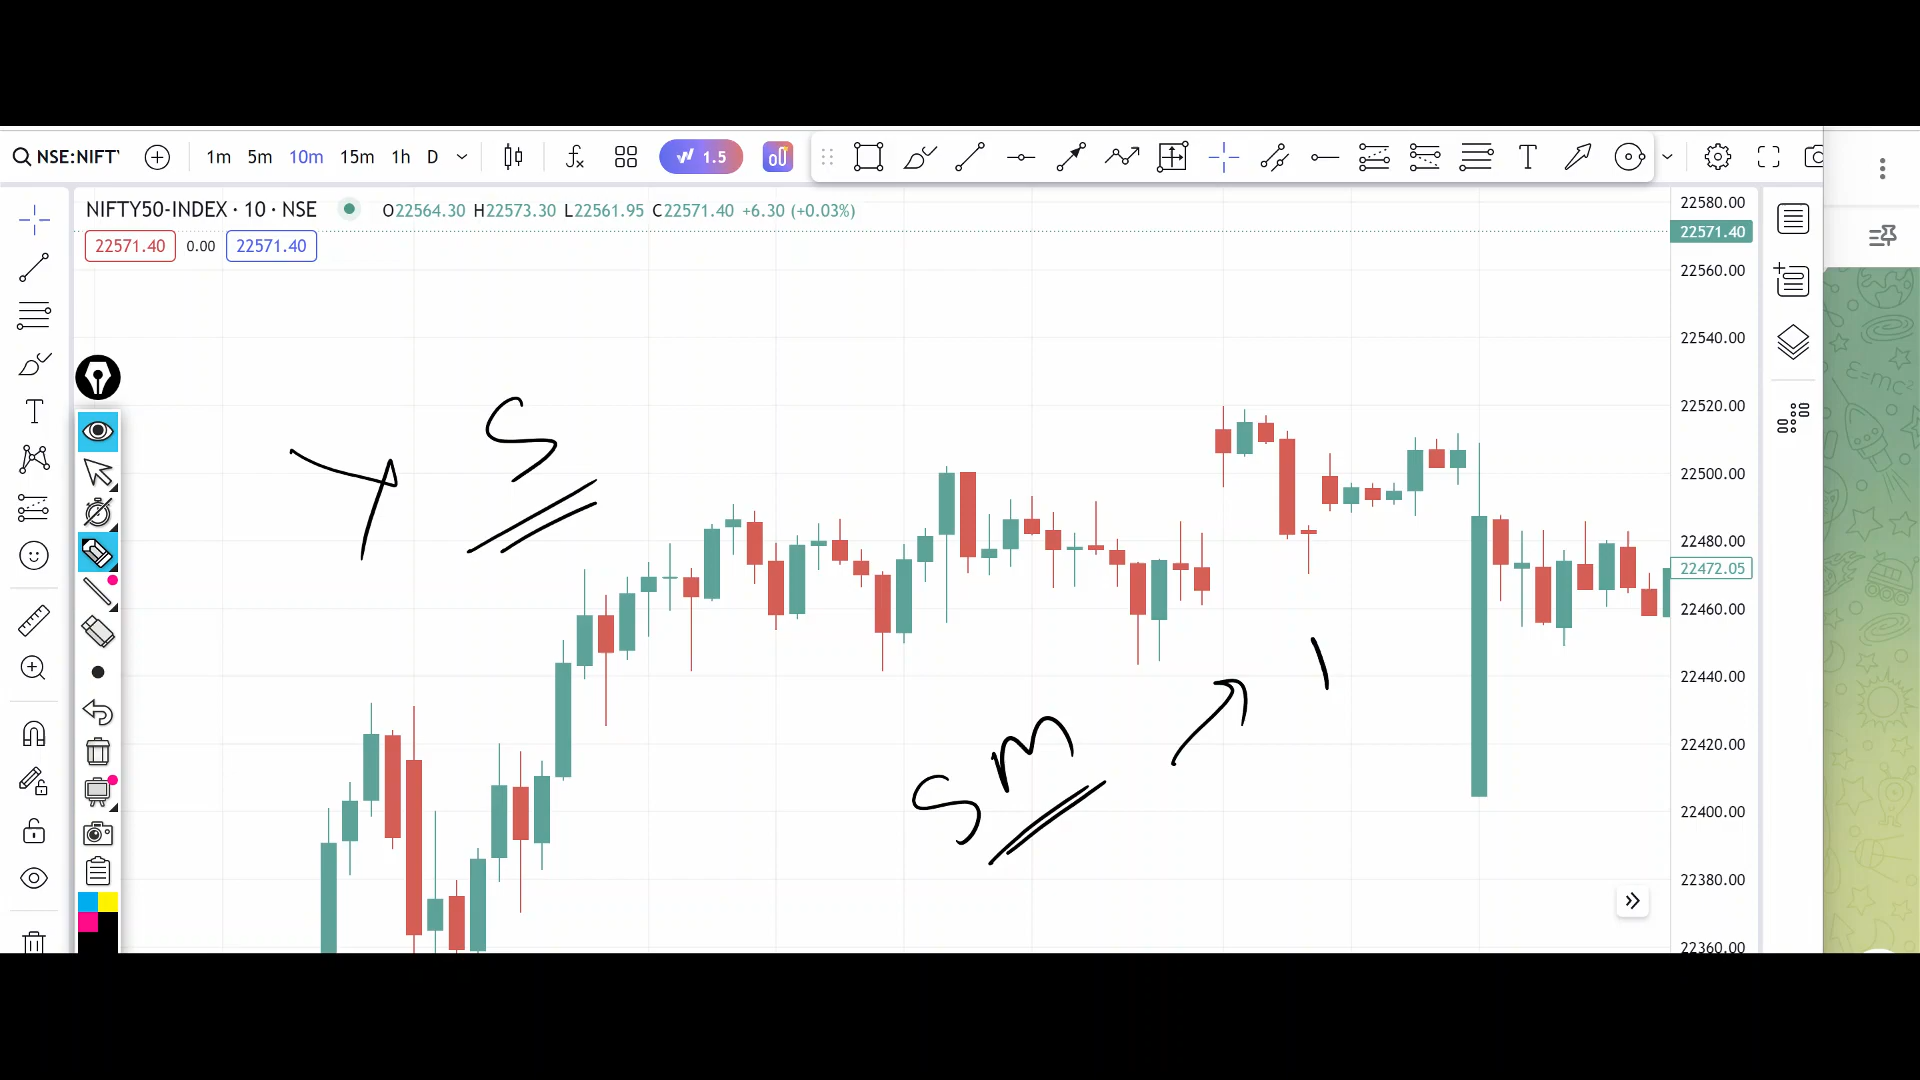 NSE:NIFTY 1m 5m 10m 15m 1h D 1.5
NIFTY50-INDEX · 10 · NSE O22564.30 H22573.30 L22561.95 C22571.40 +6.30 (+0.03%)
22571.40 0.00 22571.40
22580.00
22571.40
22560.00
22540.00
22520.00
22500.00
22480.00
22472.05
22460.00
22440.00
22420.00
22400.00
22380.00
22360.00
S
SM